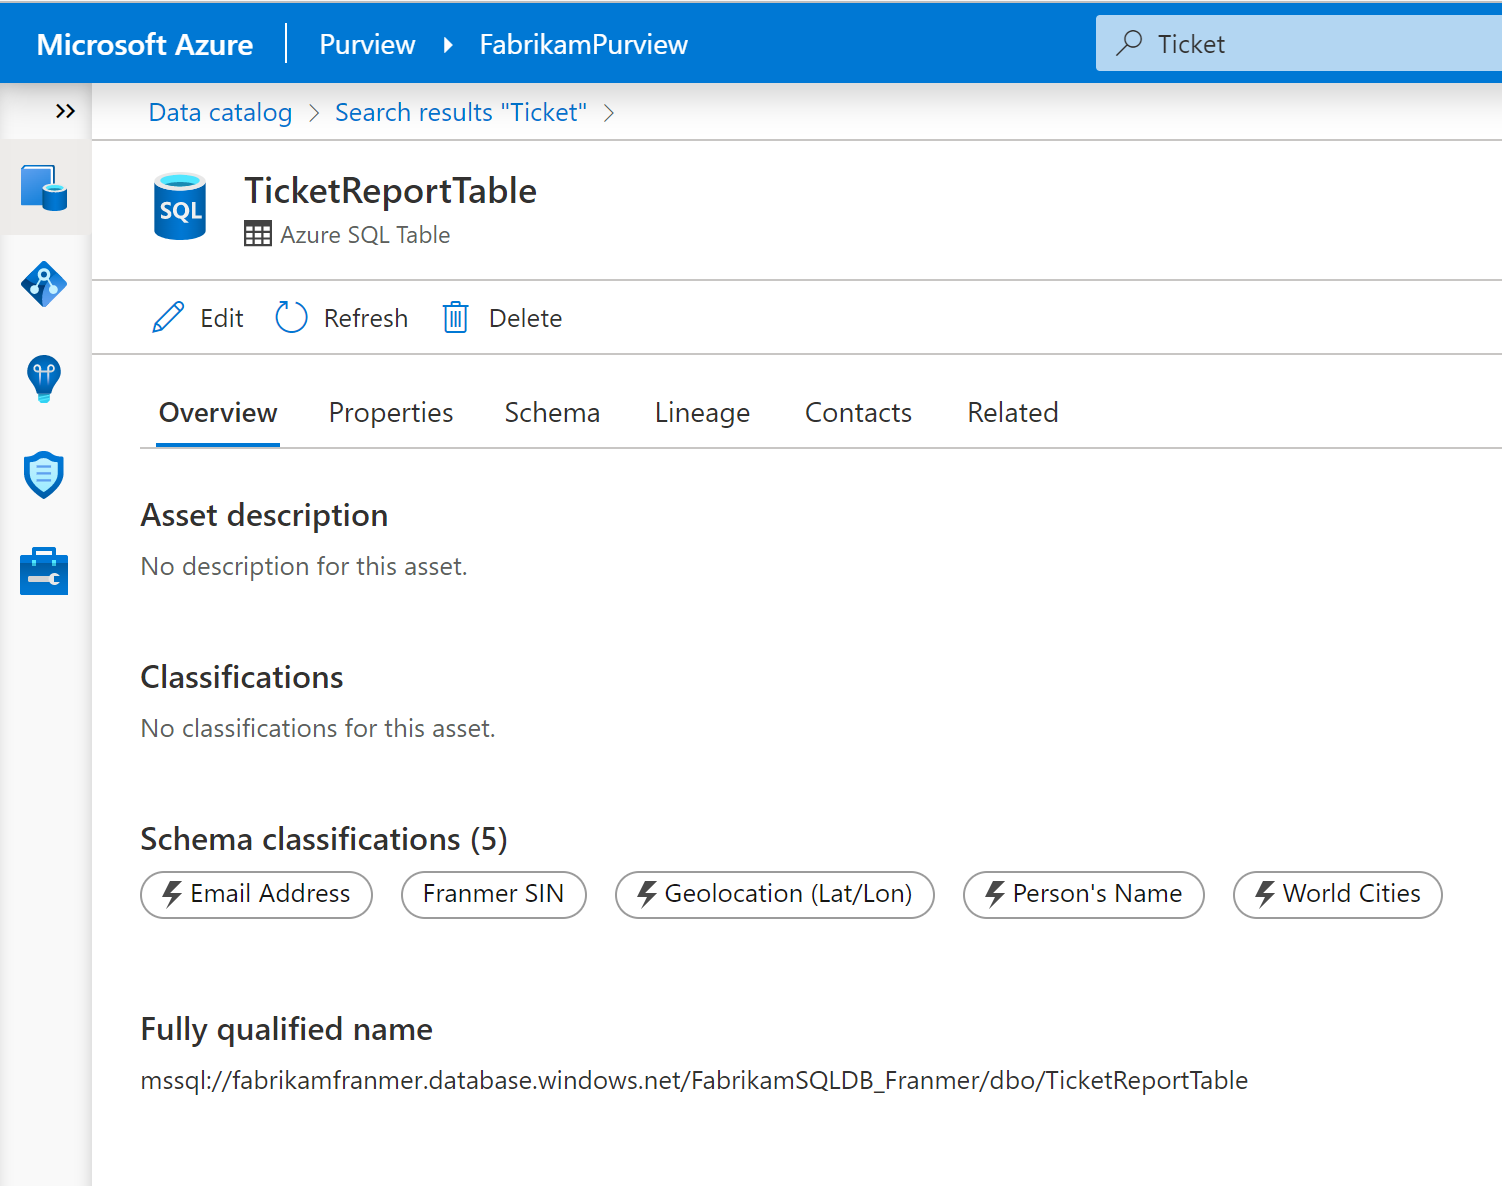 Microsoft Azure Purview FabrikamPurview Ticket
Data catalog Search results "Ticket"
SQL
TicketReportTable
Azure SQL Table
Edit Refresh Delete
Overview Properties Schema Lineage Contacts Related
Asset description
No description for this asset.
Classifications
No classifications for this asset.
Schema classifications (5)
Email Address Franmer SIN Geolocation (Lat/Lon) Person's Name World Cities
Fully qualified name
mssql://fabrikamfranmer.database.windows.net/FabrikamSQLDB_Franmer/dbo/TicketReportTable